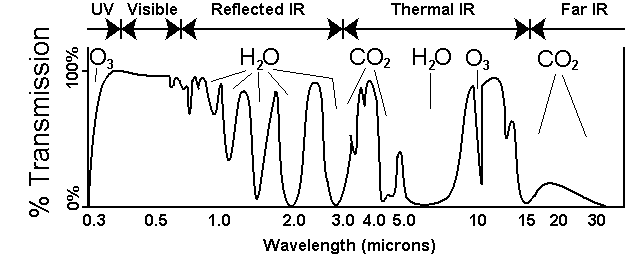 UV Visible Reflected IR Thermal IR Far IR
O3 H2O CO2 H2O O3 CO2
100%
% Transmission
0%
0.3 0.5 1.0 2.0 3.0 4.0 5.0 10 15 20 30
Wavelength (microns)